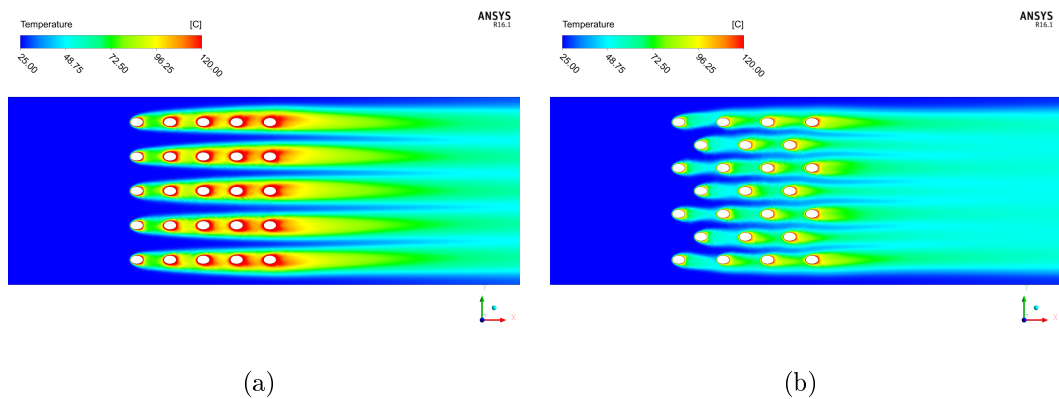 Temperature [C]
25.00 48.75 72.50 96.25 120.00
ANSYS
R16.1
Y
X
(a)
Temperature [C]
25.00 48.75 72.50 96.25 120.00
ANSYS
R16.1
Y
X
(b)